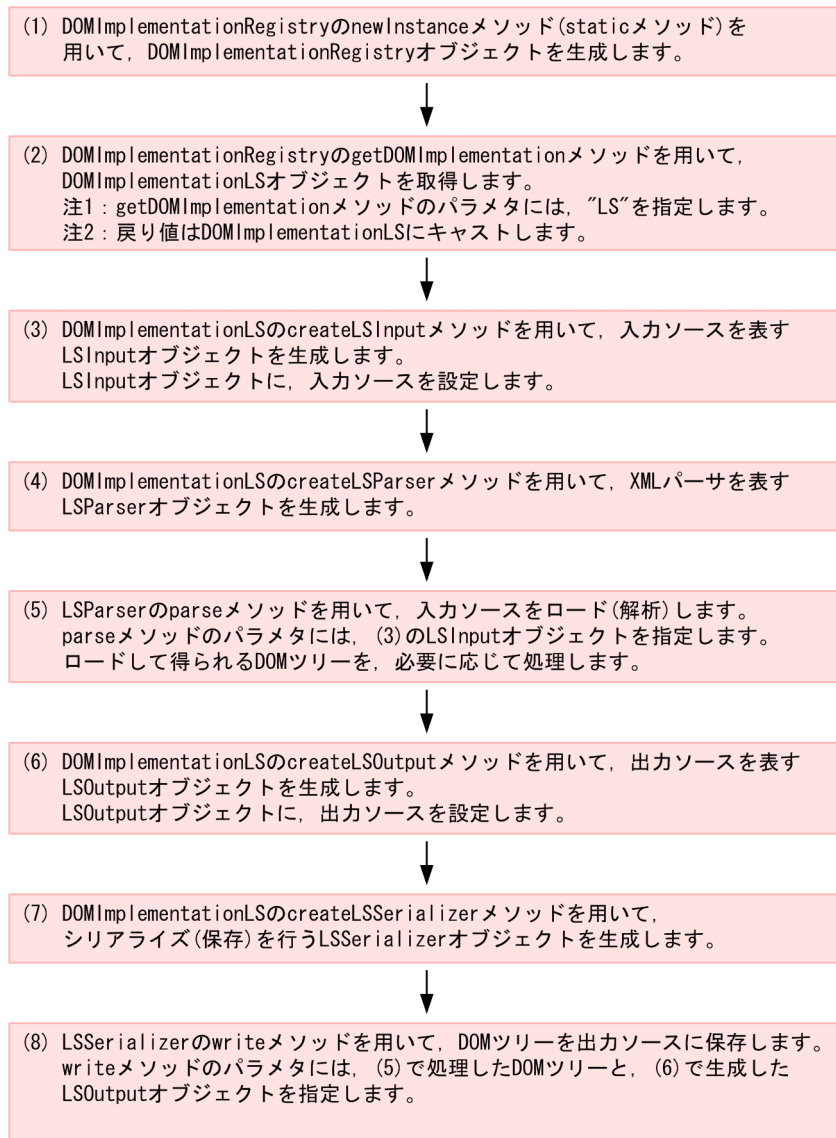 (1) DOMImplementationRegistryのnewInstanceメソッド(staticメソッド)を
用いて，DOMImplementationRegistryオブジェクトを生成します。
(2) DOMImplementationRegistryのgetDOMImplementationメソッドを用いて，
DOMImplementationLSオブジェクトを取得します。
注1：getDOMImplementationメソッドのパラメタには，"LS"を指定します。
注2：戻り値はDOMImplementationLSにキャストします。
(3) DOMImplementationLSのcreateLSInputメソッドを用いて，入力ソースを表す
LSInputオブジェクトを生成します。
LSInputオブジェクトに，入力ソースを設定します。
(4) DOMImplementationLSのcreateLSParserメソッドを用いて，XMLパーサを表す
LSParserオブジェクトを生成します。
(5) LSParserのparseメソッドを用いて，入力ソースをロード(解析)します。
parseメソッドのパラメタには，(3)のLSInputオブジェクトを指定します。
ロードして得られるDOMツリーを，必要に応じて処理します。
(6) DOMImplementationLSのcreateLSOutputメソッドを用いて，出力ソースを表す
LSOutputオブジェクトを生成します。
LSOutputオブジェクトに，出力ソースを設定します。
(7) DOMImplementationLSのcreateLSSerializerメソッドを用いて，
シリアライズ(保存)を行うLSSerializerオブジェクトを生成します。
(8) LSSerializerのwriteメソッドを用いて，DOMツリーを出力ソースに保存します。
writeメソッドのパラメタには，(5)で処理したDOMツリーと，(6)で生成した
LSOutputオブジェクトを指定します。